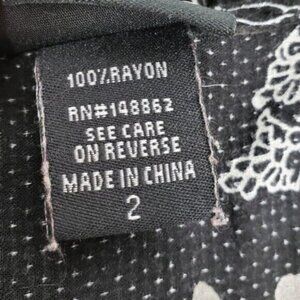 100%RAYON
RN#148862
SEE CARE
ON REVERSE
MADE IN CHINA
2